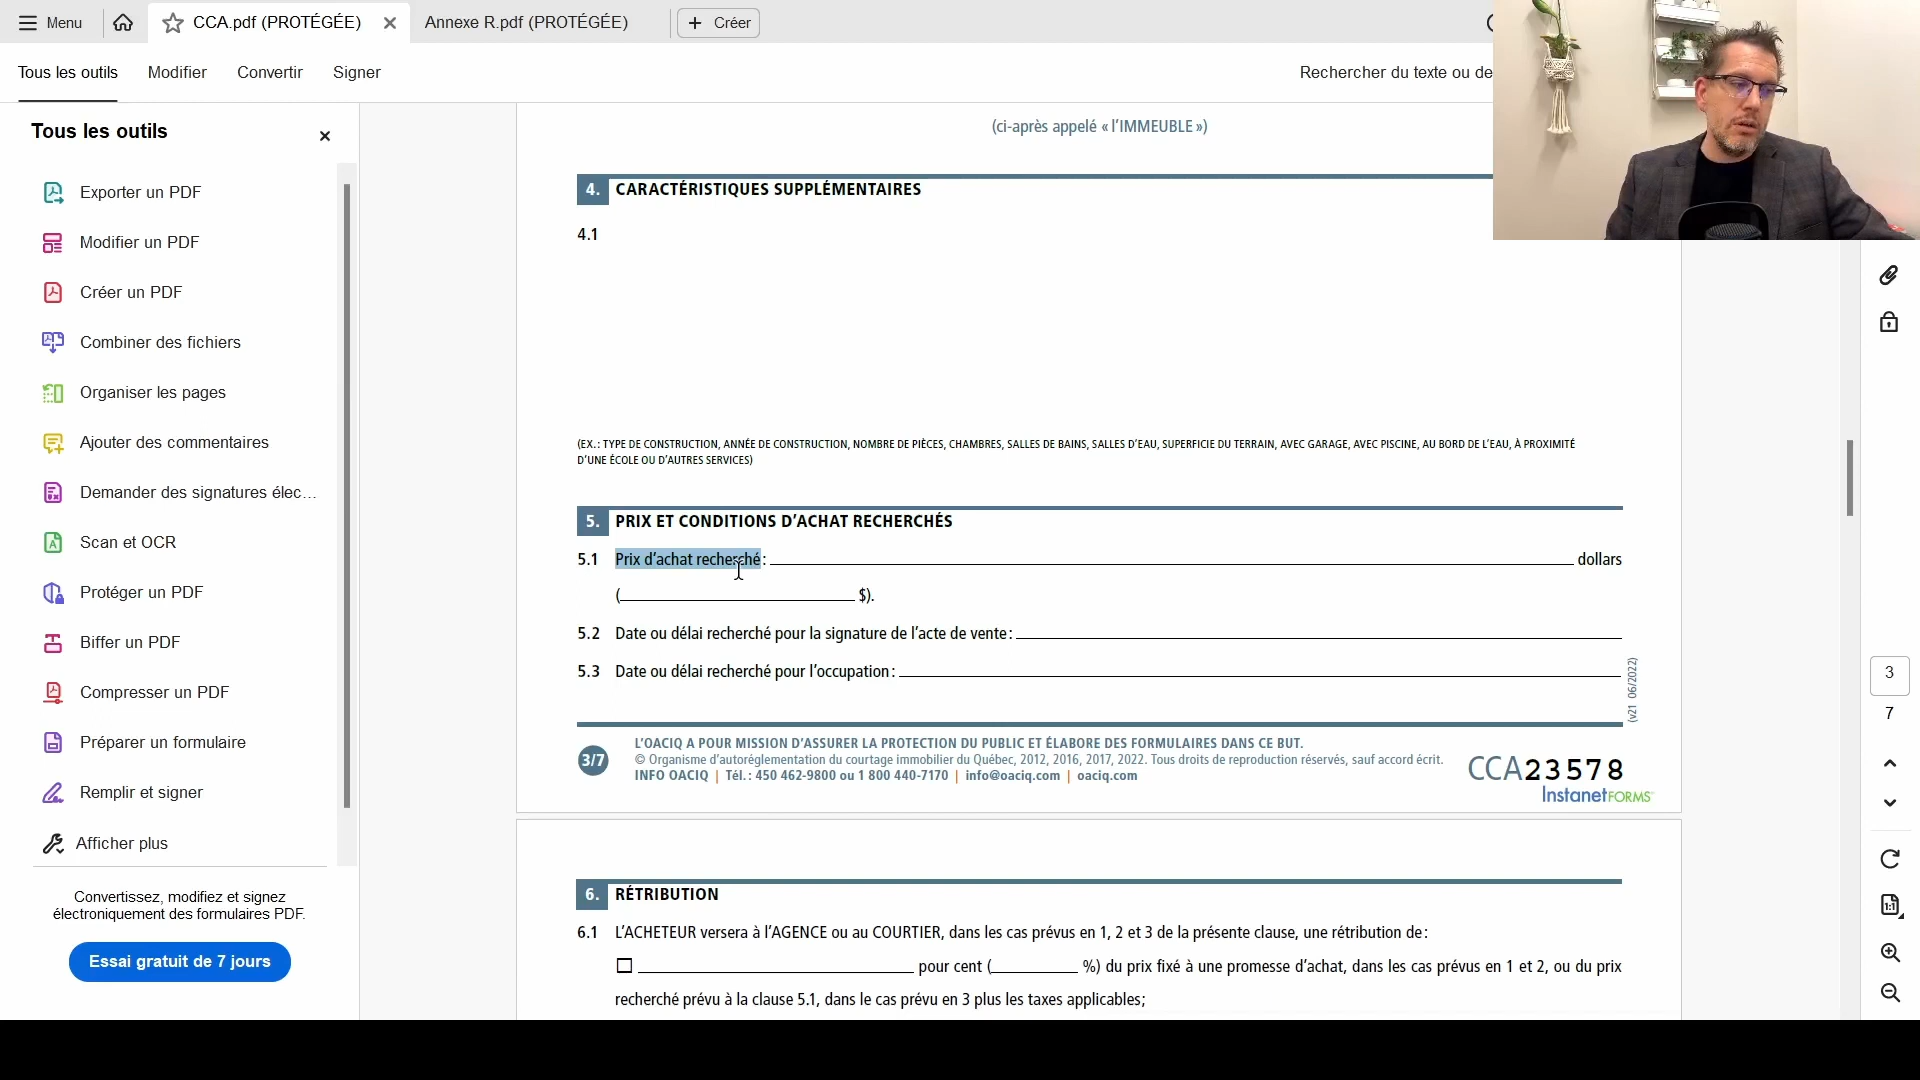 Menu
CCA.pdf (PROTÉGÉE)
Annexe R.pdf (PROTÉGÉE)
Créer
Tous les outils
Modifier
Convertir
Signer
Rechercher du texte ou de
Tous les outils
Exporter un PDF
Modifier un PDF
Créer un PDF
Combiner des fichiers
Organiser les pages
Ajouter des commentaires
Demander des signatures élec...
Scan et OCR
Protéger un PDF
Biffer un PDF
Compresser un PDF
Préparer un formulaire
Remplir et signer
Afficher plus
Convertissez, modifiez et signez
électroniquement des formulaires PDF.
Essai gratuit de 7 jours
(ci-après appelé « l'IMMEUBLE »)
4. CARACTÉRISTIQUES SUPPLÉMENTAIRES
4.1
(EX.: TYPE DE CONSTRUCTION, ANNÉE DE CONSTRUCTION, NOMBRE DE PIÈCES, CHAMBRES, SALLES DE BAINS, SALLES D'EAU, SUPERFICIE DU TERRAIN, AVEC GARAGE, AVEC PISCINE, AU BORD DE L'EAU, À PROXIMITÉ
D'UNE ÉCOLE OU D'AUTRES SERVICES)
5. PRIX ET CONDITIONS D'ACHAT RECHERCHÉS
5.1 Prix d'achat recherché : dollars
( $).
5.2 Date ou délai recherché pour la signature de l'acte de vente :
5.3 Date ou délai recherché pour l'occupation :
(v21 06/2022)
3/7
L'OACIQ A POUR MISSION D'ASSURER LA PROTECTION DU PUBLIC ET ÉLABORE DES FORMULAIRES DANS CE BUT.
© Organisme d'autoréglementation du courtage immobilier du Québec, 2012, 2016, 2017, 2022. Tous droits de reproduction réservés, sauf accord écrit.
INFO OACIQ | Tél. : 450 462-9800 ou 1 800 440-7170 | info@oaciq.com | oaciq.com
CCA23578
InstanetFORMS
6. RÉTRIBUTION
6.1 L'ACHETEUR versera à l'AGENCE ou au COURTIER, dans les cas prévus en 1, 2 et 3 de la présente clause, une rétribution de :
pour cent ( %) du prix fixé à une promesse d'achat, dans les cas prévus en 1 et 2, ou du prix
recherché prévu à la clause 5.1, dans le cas prévu en 3 plus les taxes applicables;
3
7
1:1